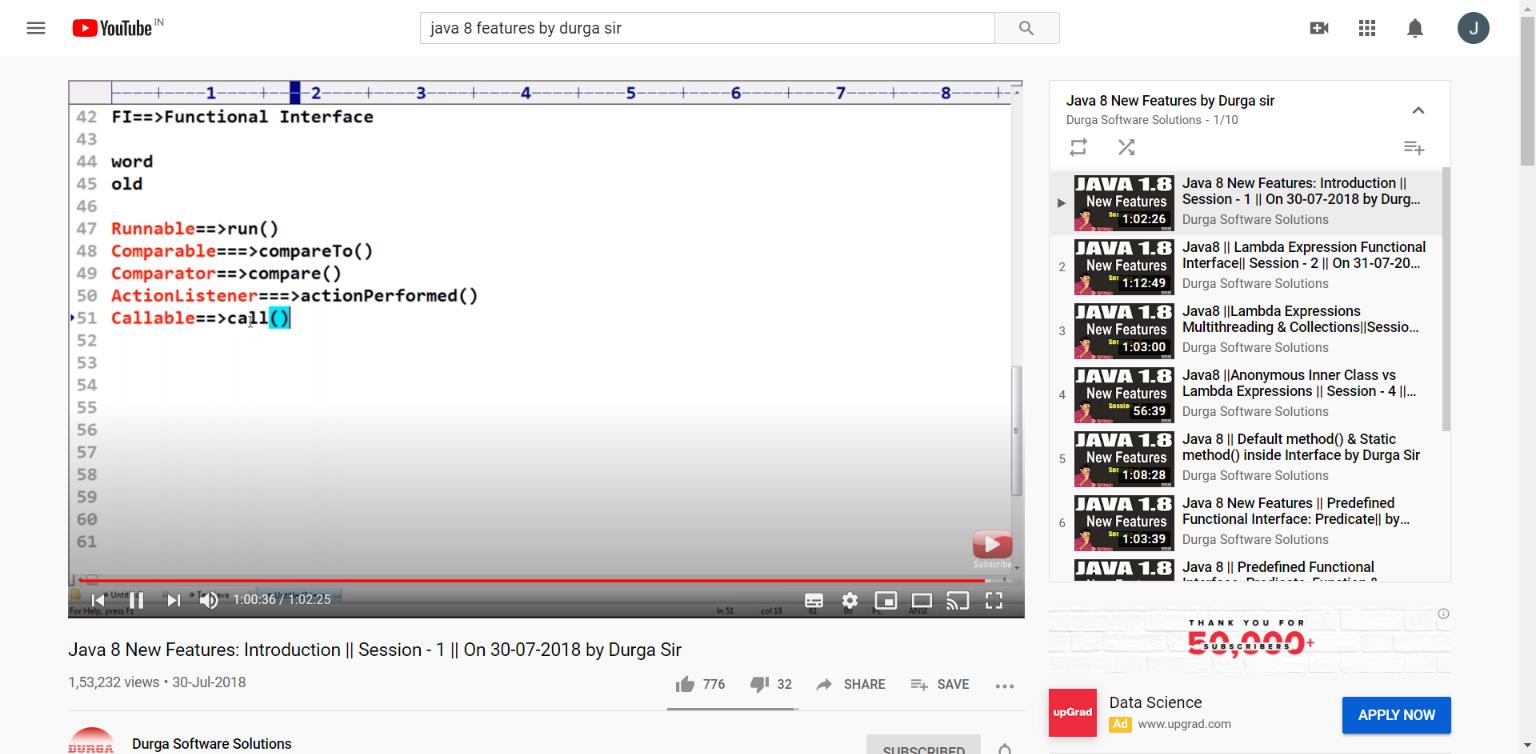 YouTube IN
java 8 features by durga sir
J
1 2 3 4 5 6 7 8
42 FI==>Functional Interface
43
44 word
45 old
46
47 Runnable==>run()
48 Comparable===>compareTo()
49 Comparator==>compare()
50 ActionListener===>actionPerformed()
51 Callable==>call()
52
53
54
55
56
57
58
59
60
61
Subscribe
1:00:36 / 1:02:25
For Help, press F1
ln 51 col 18
Java 8 New Features: Introduction || Session - 1 || On 30-07-2018 by Durga Sir
1,53,232 views • 30-Jul-2018
776 32 SHARE SAVE
DURGA
Durga Software Solutions
SUBSCRIBED
Java 8 New Features by Durga sir
Durga Software Solutions - 1/10
JAVA 1.8
New Features
1:02:26
Java 8 New Features: Introduction ||
Session - 1 || On 30-07-2018 by Durg...
Durga Software Solutions
2
JAVA 1.8
New Features
1:12:49
Java8 || Lambda Expression Functional
Interface|| Session - 2 || On 31-07-20...
Durga Software Solutions
3
JAVA 1.8
New Features
1:03:00
Java8 ||Lambda Expressions
Multithreading & Collections||Sessio...
Durga Software Solutions
4
JAVA 1.8
New Features
56:39
Java8 ||Anonymous Inner Class vs
Lambda Expressions || Session - 4 ||...
Durga Software Solutions
5
JAVA 1.8
New Features
1:08:28
Java 8 || Default method() & Static
method() inside Interface by Durga Sir
Durga Software Solutions
6
JAVA 1.8
New Features
1:03:39
Java 8 New Features || Predefined
Functional Interface: Predicate|| by...
Durga Software Solutions
JAVA 1.8
Java 8 || Predefined Functional
Interface: Predicate, Function &
THANK YOU FOR
50,000+
SUBSCRIBERS
upGrad
Data Science
Ad www.upgrad.com
APPLY NOW